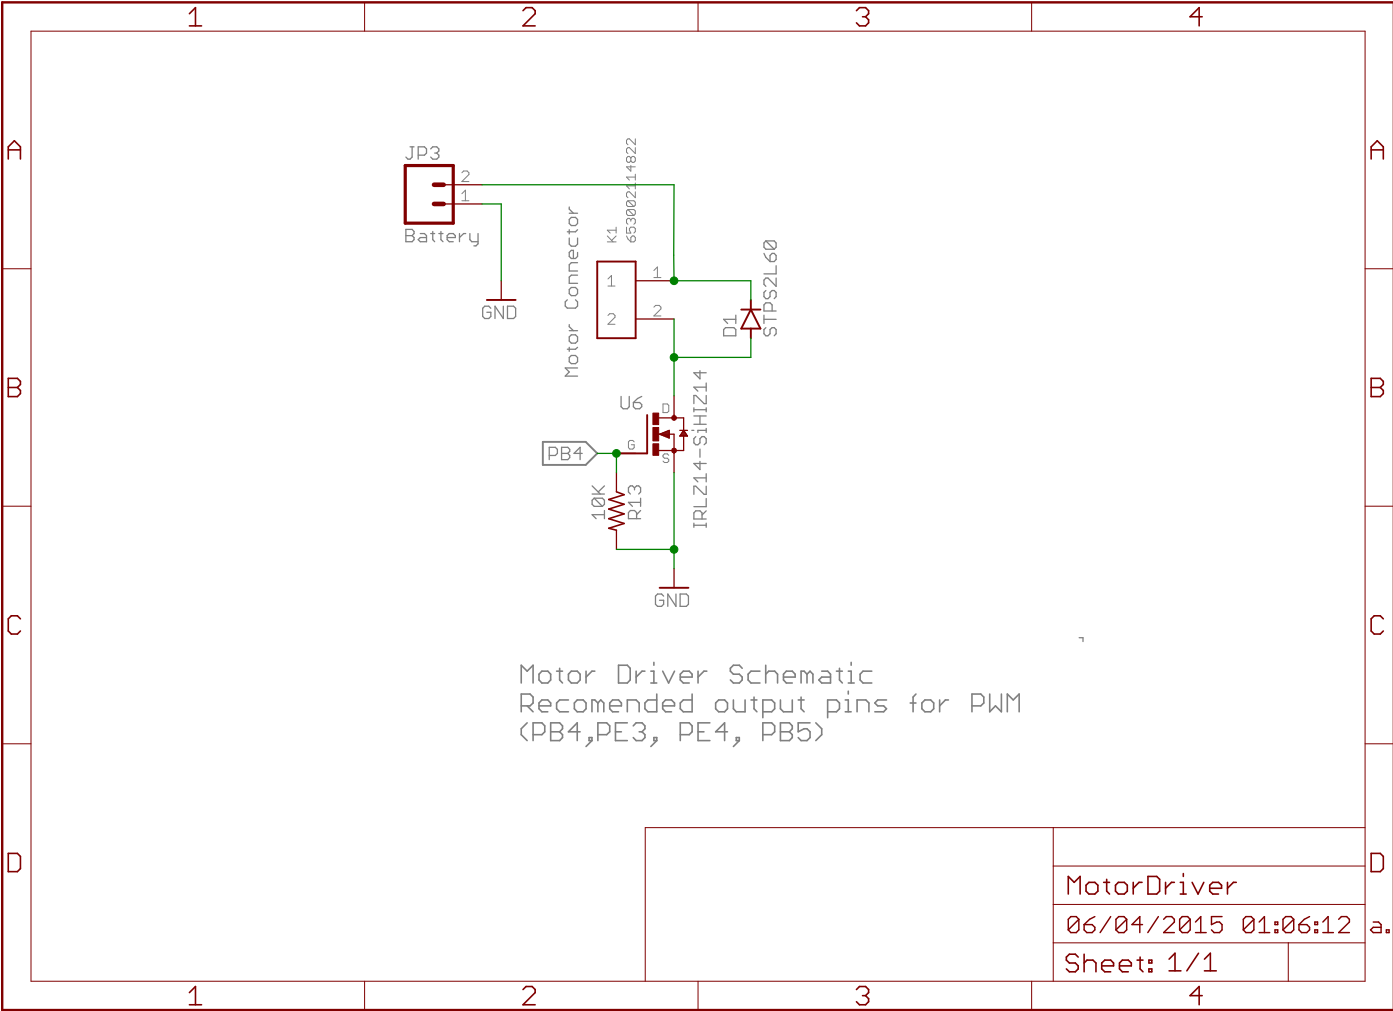 1 2 3 4
A A
JP3
2
1
Battery
GND
Motor Connector
K1
653002114822
1 1
2 2
D1
STPS2L60
B B
U6
D
G
S
IRLZ14-SiHIZ14
PB4
10K
R13
GND
C C
Motor Driver Schematic
Recomended output pins for PWM
(PB4,PE3, PE4, PB5)
D D
MotorDriver
06/04/2015 01:06:12 a.
Sheet: 1/1
1 2 3 4